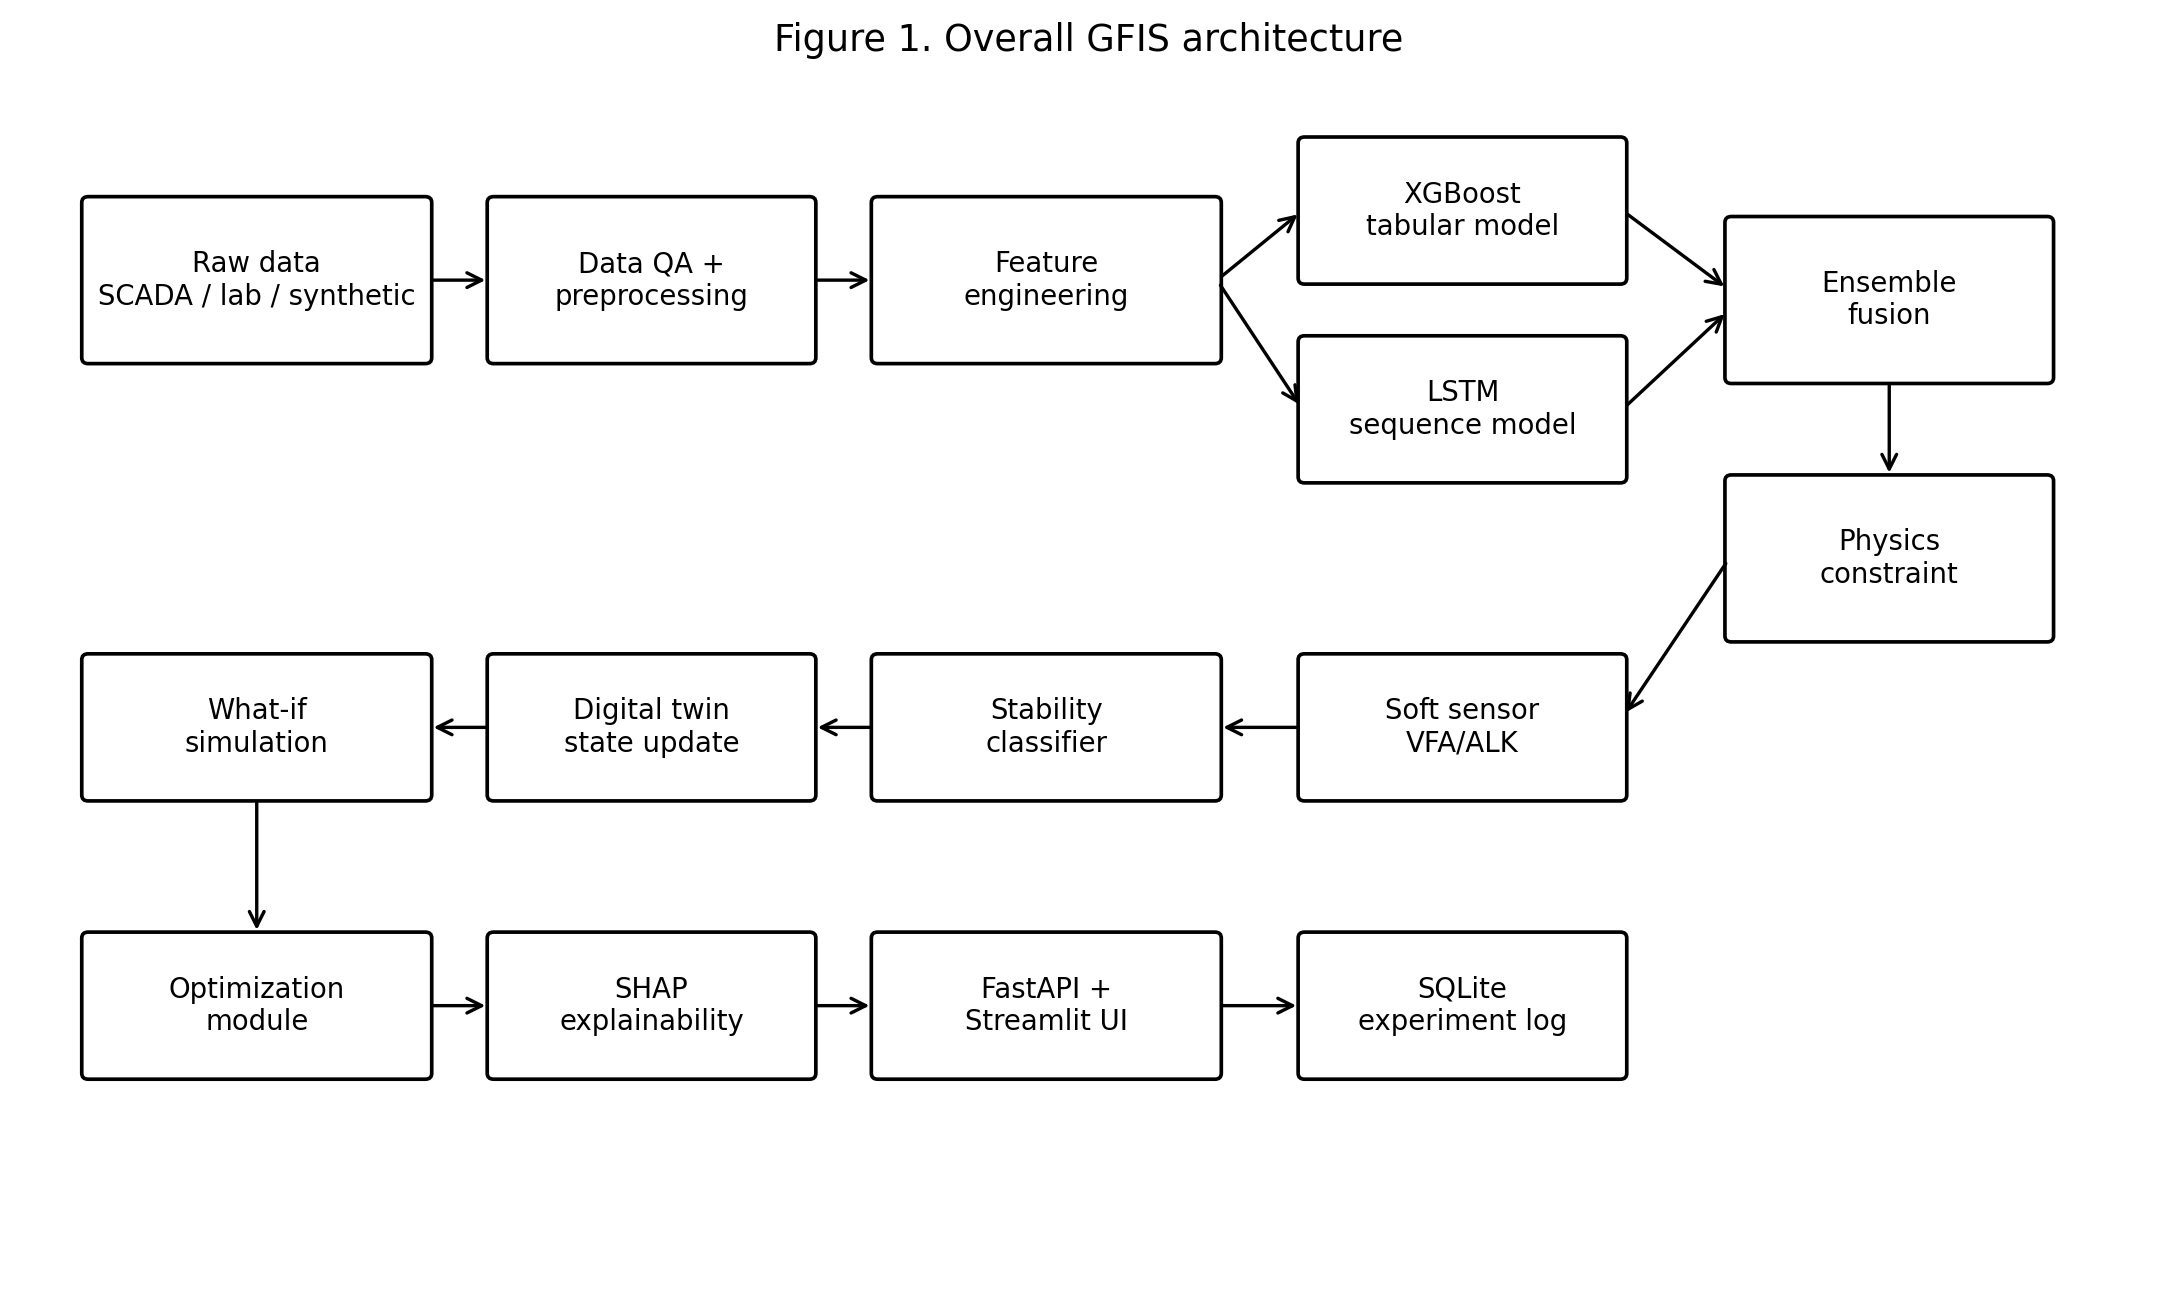 Figure 1. Overall GFIS architecture
Raw data
SCADA / lab / synthetic
Data QA +
preprocessing
Feature
engineering
XGBoost
tabular model
LSTM
sequence model
Ensemble
fusion
Physics
constraint
Soft sensor
VFA/ALK
Stability
classifier
Digital twin
state update
What-if
simulation
Optimization
module
SHAP
explainability
FastAPI +
Streamlit UI
SQLite
experiment log